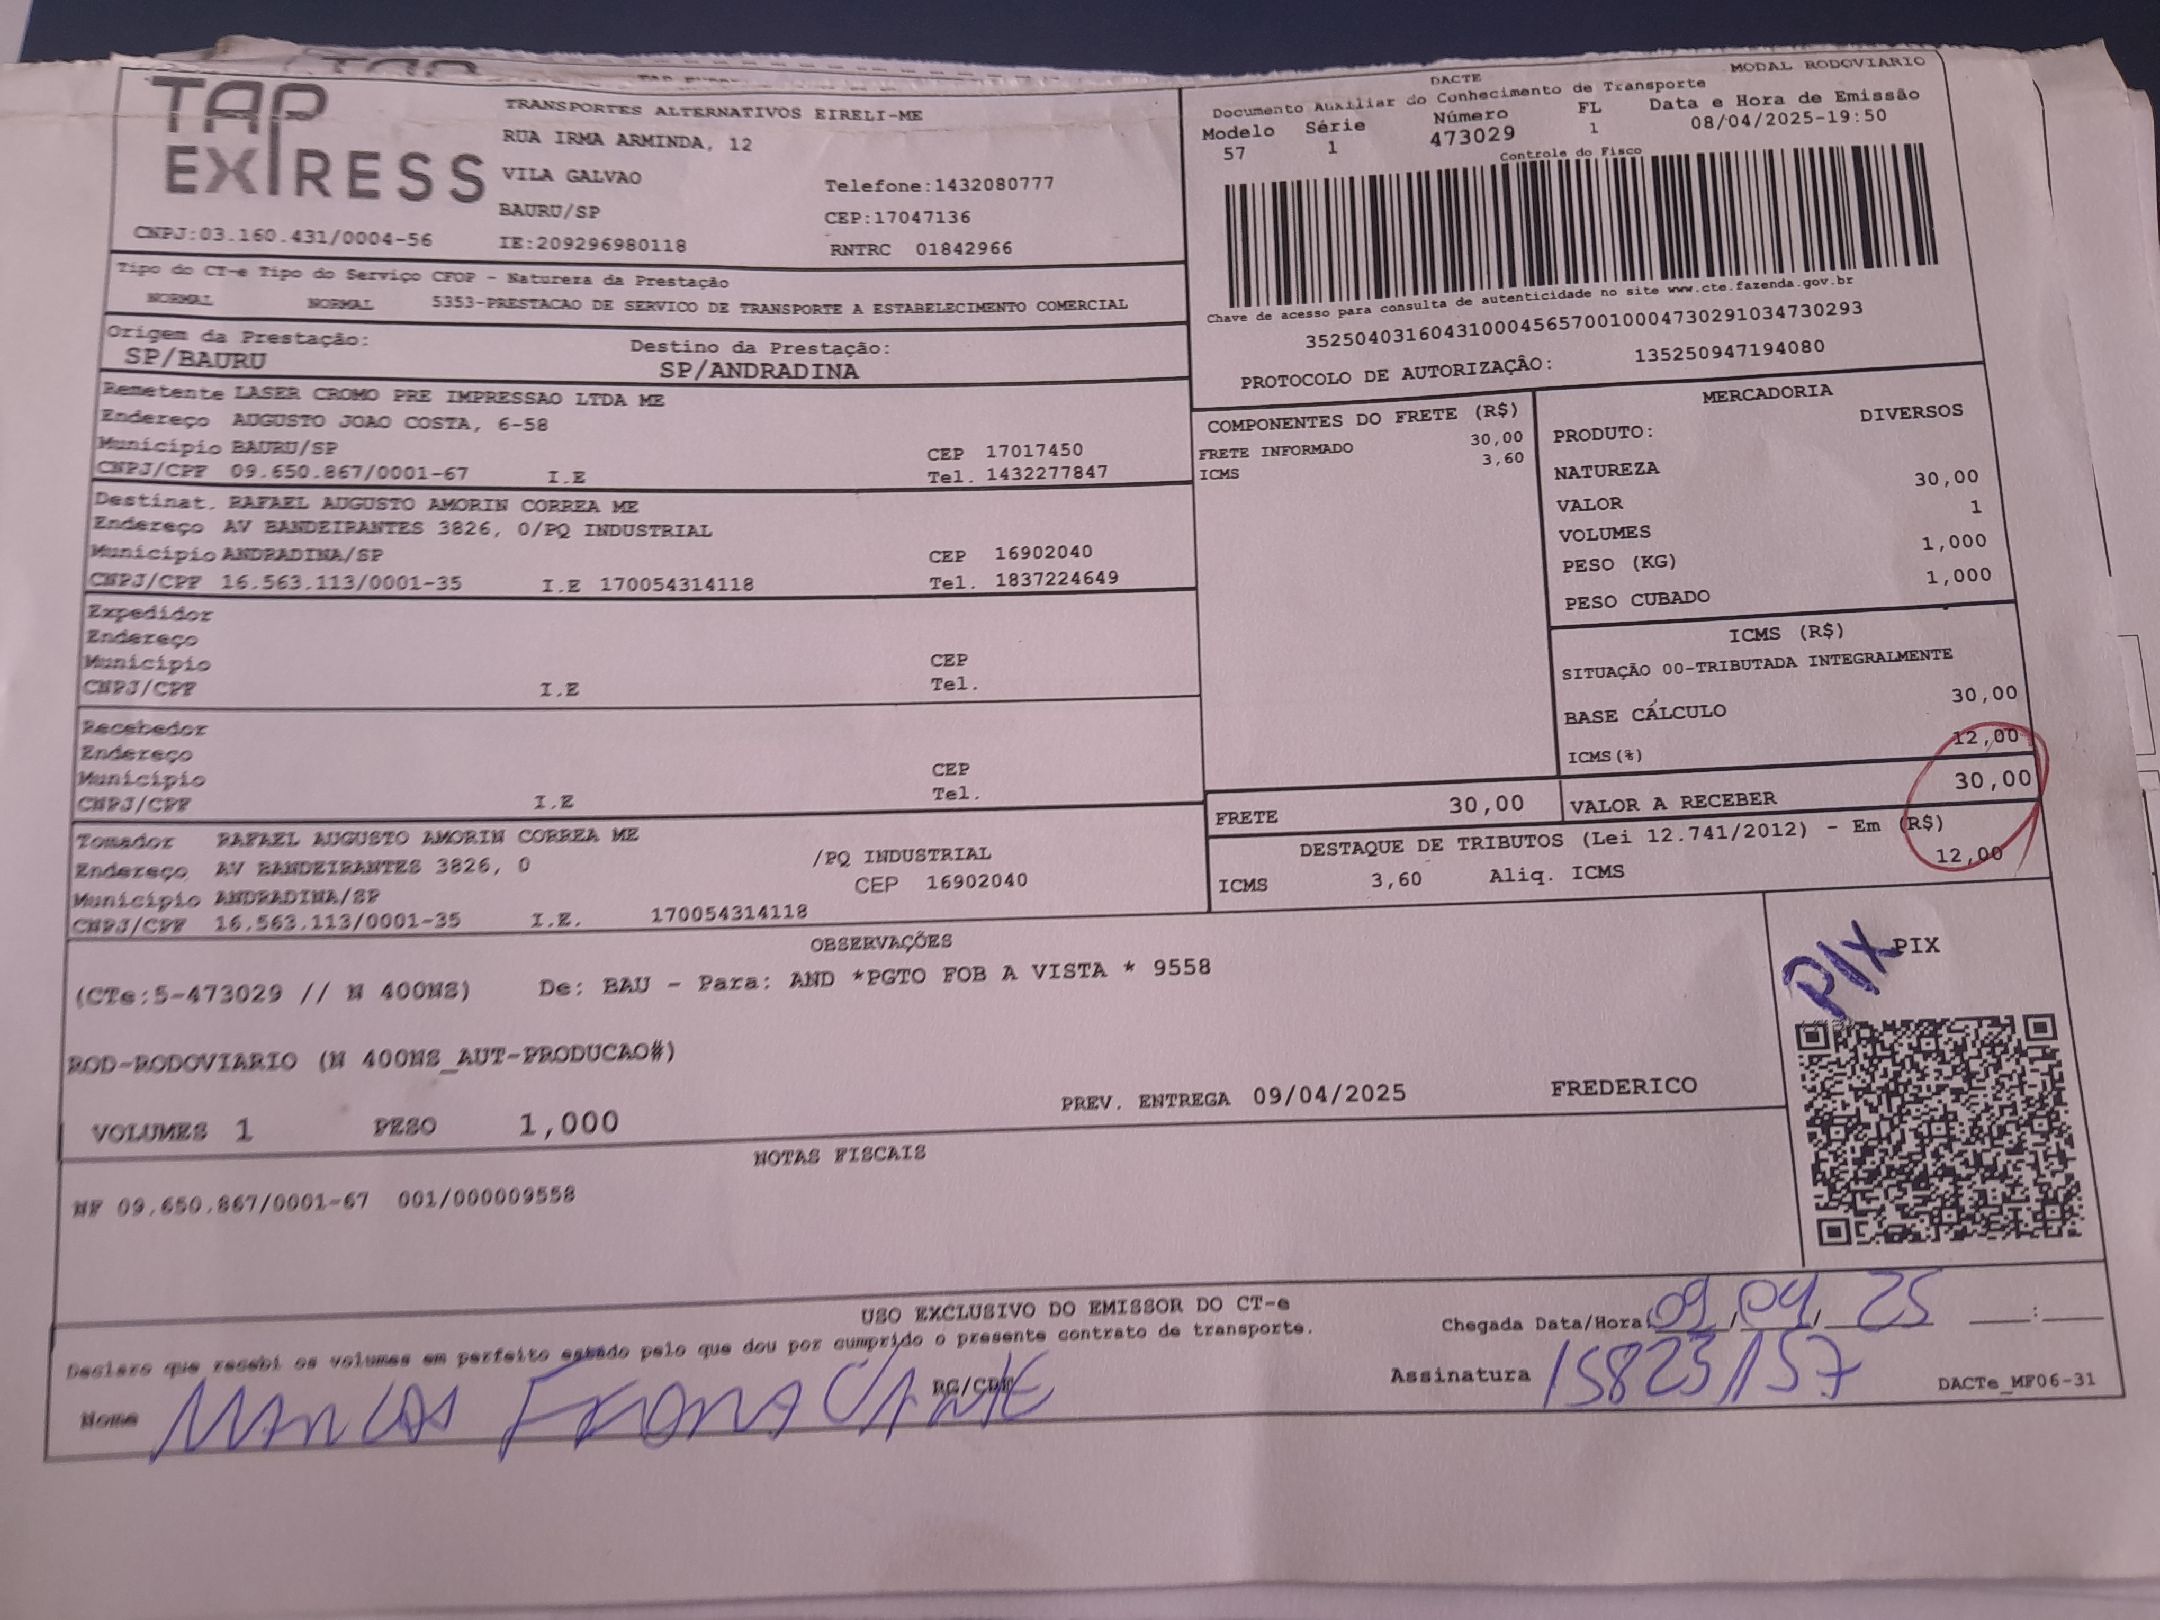 TAP EXPRESS
TRANSPORTES ALTERNATIVOS EIRELI-ME
RUA IRMA ARMINDA, 12
VILA GALVAO Telefone:1432080777
BAURU/SP CEP:17047136
CNPJ:03.160.431/0004-56 IE:209296980118 RNTRC 01842966
DACTE MODAL RODOVIARIO
Documento Auxiliar do Conhecimento de Transporte
Modelo Série Número FL Data e Hora de Emissão
57 1 473029 1 08/04/2025-19:50
Controle do Fisco
Chave de acesso para consulta de autenticidade no site www.cte.fazenda.gov.br
35250403160431000456570010004730291034730293
PROTOCOLO DE AUTORIZAÇÂO: 135250947194080
Tipo do CT-e Tipo do Serviço CFOP - Natureza da Prestação
NORMAL NORMAL 5353-PRESTACAO DE SERVICO DE TRANSPORTE A ESTABELECIMENTO COMERCIAL
Origem da Prestação: Destino da Prestação:
SP/BAURU SP/ANDRADINA
Remetente LASER CROMO PRE IMPRESSAO LTDA ME
Endereço AUGUSTO JOAO COSTA, 6-58
Município BAURU/SP CEP 17017450
CNPJ/CPF 09.650.867/0001-67 I.E Tel. 1432277847
Destinat. RAFAEL AUGUSTO AMORIN CORREA ME
Endereço AV BANDEIRANTES 3826, 0/PQ INDUSTRIAL
Município ANDRADINA/SP CEP 16902040
CNPJ/CPF 16.563.113/0001-35 I.E 170054314118 Tel. 1837224649
Expedidor
Endereço
Município CEP
CNPJ/CPF I.E Tel.
Recebedor
Endereço
Município CEP
CNPJ/CPF I.E Tel.
Tomador RAFAEL AUGUSTO AMORIN CORREA ME
Endereço AV BANDEIRANTES 3826, 0 /PQ INDUSTRIAL
Município ANDRADINA/SP CEP 16902040
CNPJ/CPF 16.563.113/0001-35 I.E. 170054314118
COMPONENTES DO FRETE (R$)
FRETE INFORMADO 30,00
ICMS 3,60
MERCADORIA
PRODUTO: DIVERSOS
NATUREZA
VALOR 30,00
VOLUMES 1
PESO (KG) 1,000
PESO CUBADO 1,000
ICMS (R$)
SITUAÇÃO 00-TRIBUTADA INTEGRALMENTE
BASE CÁLCULO 30,00
ICMS(%) 12,00
FRETE 30,00 VALOR A RECEBER 30,00
DESTAQUE DE TRIBUTOS (Lei 12.741/2012) - Em (R$)
ICMS 3,60 Aliq. ICMS 12,00
OBSERVAÇÕES
(CTe:5-473029 // N 400NS) De: BAU - Para: AND *PGTO FOB A VISTA * 9558
ROD-RODOVIARIO (N 400NS_AUT-PRODUCAO#)
PREV. ENTREGA 09/04/2025 FREDERICO
VOLUMES 1 PESO 1,000
PIX PIX
NOTAS FISCAIS
NF 09.650.867/0001-67 001/000009558
USO EXCLUSIVO DO EMISSOR DO CT-e
Declaro que recebi os volumes em perfeito estado pelo que dou por cumprido o presente contrato de transporte.
Chegada Data/Hora: 09/04/25 __:__
Nome RG/CPF Assinatura 15823157
DACTe_MF06-31